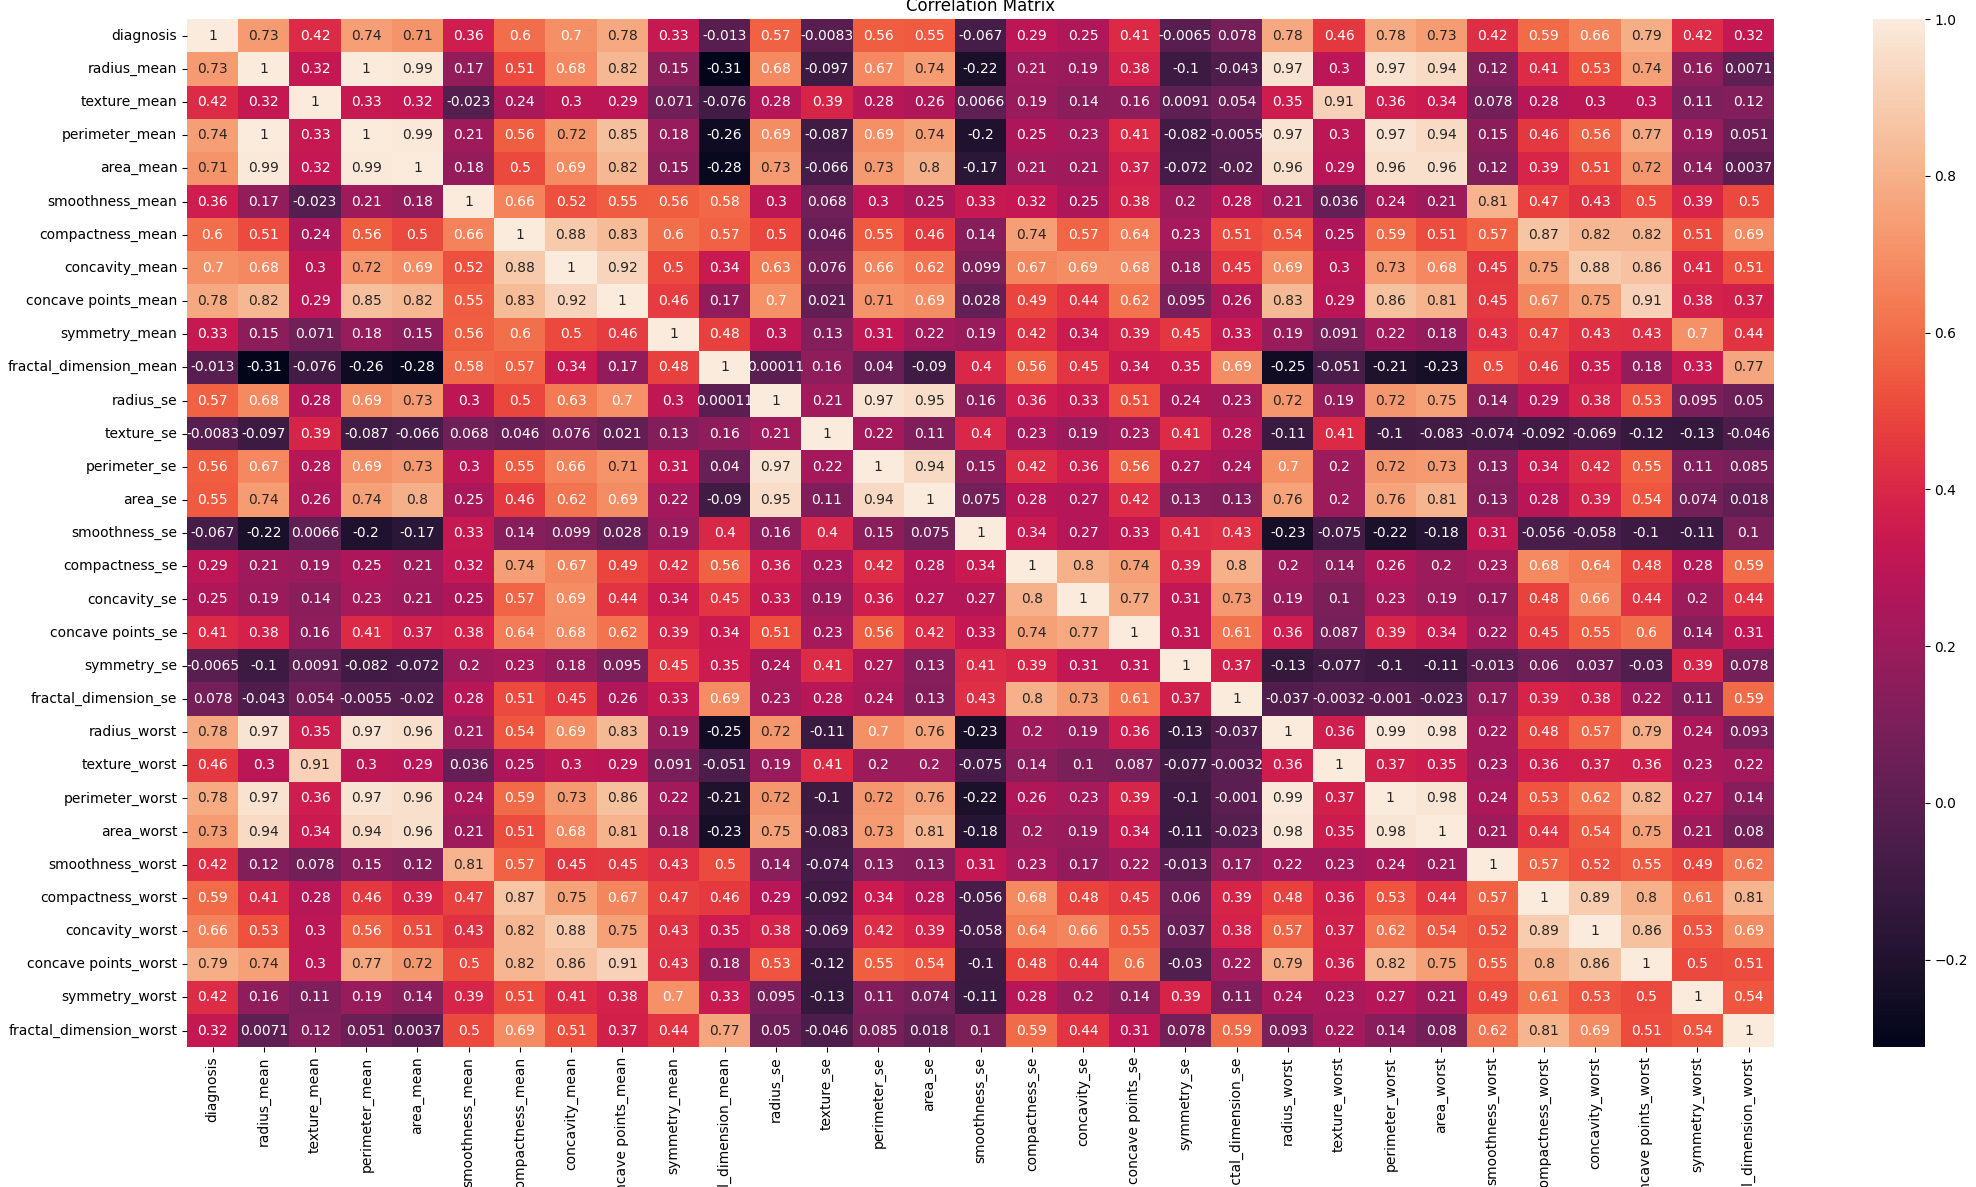 Correlation Matrix
diagnosis 1 0.73 0.42 0.74 0.71 0.36 0.6 0.7 0.78 0.33 -0.013 0.57 -0.0083 0.56 0.55 -0.067 0.29 0.25 0.41 -0.0065 0.078 0.78 0.46 0.78 0.73 0.42 0.59 0.66 0.79 0.42 0.32
radius_mean 0.73 1 0.32 1 0.99 0.17 0.51 0.68 0.82 0.15 -0.31 0.68 -0.097 0.67 0.74 -0.22 0.21 0.19 0.38 -0.1 -0.043 0.97 0.3 0.97 0.94 0.12 0.41 0.53 0.74 0.16 0.0071
texture_mean 0.42 0.32 1 0.33 0.32 -0.023 0.24 0.3 0.29 0.071 -0.076 0.28 0.39 0.28 0.26 0.0066 0.19 0.14 0.16 0.0091 0.054 0.35 0.91 0.36 0.34 0.078 0.28 0.3 0.3 0.11 0.12
perimeter_mean 0.74 1 0.33 1 0.99 0.21 0.56 0.72 0.85 0.18 -0.26 0.69 -0.087 0.69 0.74 -0.2 0.25 0.23 0.41 -0.082 -0.0055 0.97 0.3 0.97 0.94 0.15 0.46 0.56 0.77 0.19 0.051
area_mean 0.71 0.99 0.32 0.99 1 0.18 0.5 0.69 0.82 0.15 -0.28 0.73 -0.066 0.73 0.8 -0.17 0.21 0.21 0.37 -0.072 -0.02 0.96 0.29 0.96 0.96 0.12 0.39 0.51 0.72 0.14 0.0037
smoothness_mean 0.36 0.17 -0.023 0.21 0.18 1 0.66 0.52 0.55 0.56 0.58 0.3 0.068 0.3 0.25 0.33 0.32 0.25 0.38 0.2 0.28 0.21 0.036 0.24 0.21 0.81 0.47 0.43 0.5 0.39 0.5
compactness_mean 0.6 0.51 0.24 0.56 0.5 0.66 1 0.88 0.83 0.6 0.57 0.5 0.046 0.55 0.46 0.14 0.74 0.57 0.64 0.23 0.51 0.54 0.25 0.59 0.51 0.57 0.87 0.82 0.82 0.51 0.69
concavity_mean 0.7 0.68 0.3 0.72 0.69 0.52 0.88 1 0.92 0.5 0.34 0.63 0.076 0.66 0.62 0.099 0.67 0.69 0.68 0.18 0.45 0.69 0.3 0.73 0.68 0.45 0.75 0.88 0.86 0.41 0.51
concave points_mean 0.78 0.82 0.29 0.85 0.82 0.55 0.83 0.92 1 0.46 0.17 0.7 0.021 0.71 0.69 0.028 0.49 0.44 0.62 0.095 0.26 0.83 0.29 0.86 0.81 0.45 0.67 0.75 0.91 0.38 0.37
symmetry_mean 0.33 0.15 0.071 0.18 0.15 0.56 0.6 0.5 0.46 1 0.48 0.3 0.13 0.31 0.22 0.19 0.42 0.34 0.39 0.45 0.33 0.19 0.091 0.22 0.18 0.43 0.47 0.43 0.43 0.7 0.44
fractal_dimension_mean -0.013 -0.31 -0.076 -0.26 -0.28 0.58 0.57 0.34 0.17 0.48 1 0.00011 0.16 0.04 -0.09 0.4 0.56 0.45 0.34 0.35 0.69 -0.25 -0.051 -0.21 -0.23 0.5 0.46 0.35 0.18 0.33 0.77
radius_se 0.57 0.68 0.28 0.69 0.73 0.3 0.5 0.63 0.7 0.3 0.00011 1 0.21 0.97 0.95 0.16 0.36 0.33 0.51 0.24 0.23 0.72 0.19 0.72 0.75 0.14 0.29 0.38 0.53 0.095 0.05
texture_se -0.0083 -0.097 0.39 -0.087 -0.066 0.068 0.046 0.076 0.021 0.13 0.16 0.21 1 0.22 0.11 0.4 0.23 0.19 0.23 0.41 0.28 -0.11 0.41 -0.1 -0.083 -0.074 -0.092 -0.069 -0.12 -0.13 -0.046
perimeter_se 0.56 0.67 0.28 0.69 0.73 0.3 0.55 0.66 0.71 0.31 0.04 0.97 0.22 1 0.94 0.15 0.42 0.36 0.56 0.27 0.24 0.7 0.2 0.72 0.73 0.13 0.34 0.42 0.55 0.11 0.085
area_se 0.55 0.74 0.26 0.74 0.8 0.25 0.46 0.62 0.69 0.22 -0.09 0.95 0.11 0.94 1 0.075 0.28 0.27 0.42 0.13 0.13 0.76 0.2 0.76 0.81 0.13 0.28 0.39 0.54 0.074 0.018
smoothness_se -0.067 -0.22 0.0066 -0.2 -0.17 0.33 0.14 0.099 0.028 0.19 0.4 0.16 0.4 0.15 0.075 1 0.34 0.27 0.33 0.41 0.43 -0.23 -0.075 -0.22 -0.18 0.31 -0.056 -0.058 -0.1 -0.11 0.1
compactness_se 0.29 0.21 0.19 0.25 0.21 0.32 0.74 0.67 0.49 0.42 0.56 0.36 0.23 0.42 0.28 0.34 1 0.8 0.74 0.39 0.8 0.2 0.14 0.26 0.2 0.23 0.68 0.64 0.48 0.28 0.59
concavity_se 0.25 0.19 0.14 0.23 0.21 0.25 0.57 0.69 0.44 0.34 0.45 0.33 0.19 0.36 0.27 0.27 0.8 1 0.77 0.31 0.73 0.19 0.1 0.23 0.19 0.17 0.48 0.66 0.44 0.2 0.44
concave points_se 0.41 0.38 0.16 0.41 0.37 0.38 0.64 0.68 0.62 0.39 0.34 0.51 0.23 0.56 0.42 0.33 0.74 0.77 1 0.31 0.61 0.36 0.087 0.39 0.34 0.22 0.45 0.55 0.6 0.14 0.31
symmetry_se -0.0065 -0.1 0.0091 -0.082 -0.072 0.2 0.23 0.18 0.095 0.45 0.35 0.24 0.41 0.27 0.13 0.41 0.39 0.31 0.31 1 0.37 -0.13 -0.077 -0.1 -0.11 -0.013 0.06 0.037 -0.03 0.39 0.078
fractal_dimension_se 0.078 -0.043 0.054 -0.0055 -0.02 0.28 0.51 0.45 0.26 0.33 0.69 0.23 0.28 0.24 0.13 0.43 0.8 0.73 0.61 0.37 1 -0.037 -0.0032 -0.001 -0.023 0.17 0.39 0.38 0.22 0.11 0.59
radius_worst 0.78 0.97 0.35 0.97 0.96 0.21 0.54 0.69 0.83 0.19 -0.25 0.72 -0.11 0.7 0.76 -0.23 0.2 0.19 0.36 -0.13 -0.037 1 0.36 0.99 0.98 0.22 0.48 0.57 0.79 0.24 0.093
texture_worst 0.46 0.3 0.91 0.3 0.29 0.036 0.25 0.3 0.29 0.091 -0.051 0.19 0.41 0.2 0.2 -0.075 0.14 0.1 0.087 -0.077 -0.0032 0.36 1 0.37 0.35 0.23 0.36 0.37 0.36 0.23 0.22
perimeter_worst 0.78 0.97 0.36 0.97 0.96 0.24 0.59 0.73 0.86 0.22 -0.21 0.72 -0.1 0.72 0.76 -0.22 0.26 0.23 0.39 -0.1 -0.001 0.99 0.37 1 0.98 0.24 0.53 0.62 0.82 0.27 0.14
area_worst 0.73 0.94 0.34 0.94 0.96 0.21 0.51 0.68 0.81 0.18 -0.23 0.75 -0.083 0.73 0.81 -0.18 0.2 0.19 0.34 -0.11 -0.023 0.98 0.35 0.98 1 0.21 0.44 0.54 0.75 0.21 0.08
smoothness_worst 0.42 0.12 0.078 0.15 0.12 0.81 0.57 0.45 0.45 0.43 0.5 0.14 -0.074 0.13 0.13 0.31 0.23 0.17 0.22 -0.013 0.17 0.22 0.23 0.24 0.21 1 0.57 0.52 0.55 0.49 0.62
compactness_worst 0.59 0.41 0.28 0.46 0.39 0.47 0.87 0.75 0.67 0.47 0.46 0.29 -0.092 0.34 0.28 -0.056 0.68 0.48 0.45 0.06 0.39 0.48 0.36 0.53 0.44 0.57 1 0.89 0.8 0.61 0.81
concavity_worst 0.66 0.53 0.3 0.56 0.51 0.43 0.82 0.88 0.75 0.43 0.35 0.38 -0.069 0.42 0.39 -0.058 0.64 0.66 0.55 0.037 0.38 0.57 0.37 0.62 0.54 0.52 0.89 1 0.86 0.53 0.69
concave points_worst 0.79 0.74 0.3 0.77 0.72 0.5 0.82 0.86 0.91 0.43 0.18 0.53 -0.12 0.55 0.54 -0.1 0.48 0.44 0.6 -0.03 0.22 0.79 0.36 0.82 0.75 0.55 0.8 0.86 1 0.5 0.51
symmetry_worst 0.42 0.16 0.11 0.19 0.14 0.39 0.51 0.41 0.38 0.7 0.33 0.095 -0.13 0.11 0.074 -0.11 0.28 0.2 0.14 0.39 0.11 0.24 0.23 0.27 0.21 0.49 0.61 0.53 0.5 1 0.54
fractal_dimension_worst 0.32 0.0071 0.12 0.051 0.0037 0.5 0.69 0.51 0.37 0.44 0.77 0.05 -0.046 0.085 0.018 0.1 0.59 0.44 0.31 0.078 0.59 0.093 0.22 0.14 0.08 0.62 0.81 0.69 0.51 0.54 1
diagnosis
radius_mean
texture_mean
perimeter_mean
area_mean
smoothness_mean
ompactness_mean
concavity_mean
ncave points_mean
symmetry_mean
l_dimension_mean
radius_se
texture_se
perimeter_se
area_se
smoothness_se
compactness_se
concavity_se
concave points_se
symmetry_se
ctal_dimension_se
radius_worst
texture_worst
perimeter_worst
area_worst
smoothness_worst
ompactness_worst
concavity_worst
ncave points_worst
symmetry_worst
l_dimension_worst
1.0
0.8
0.6
0.4
0.2
0.0
−0.2